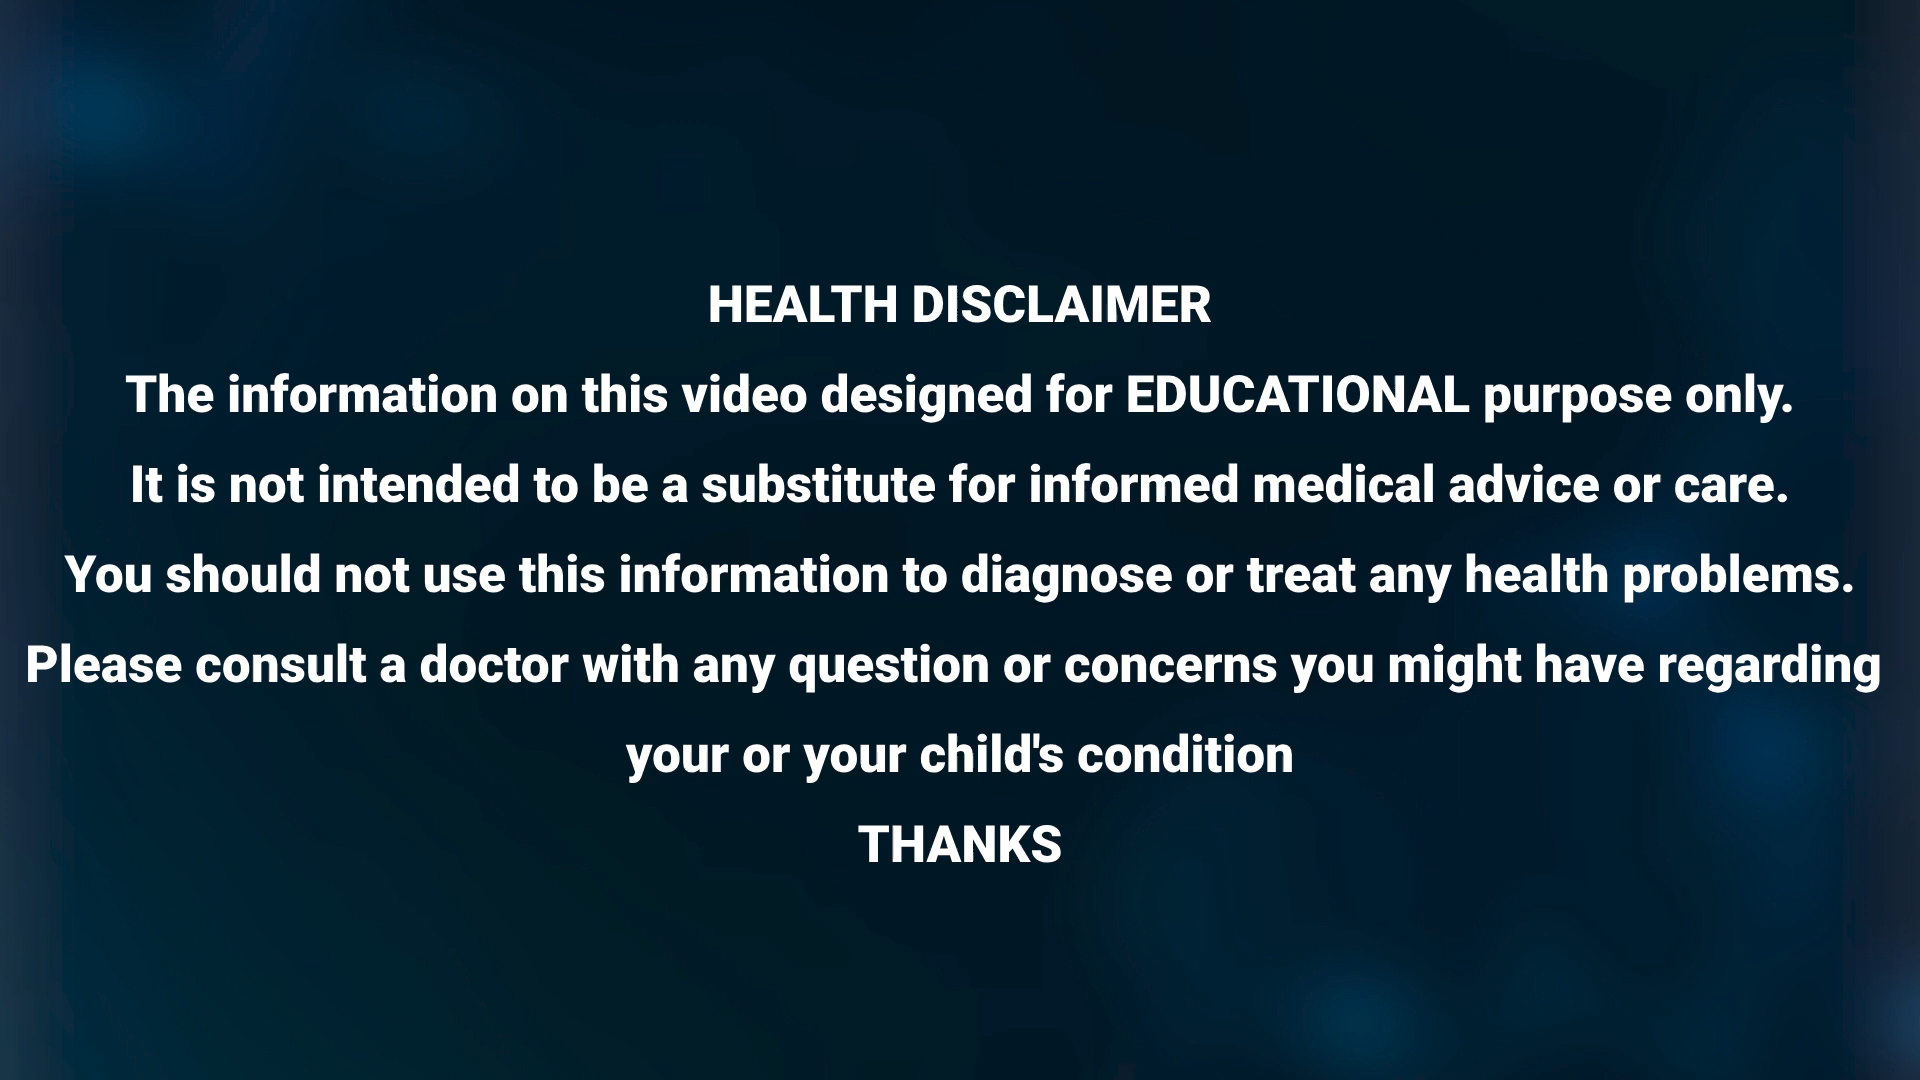 HEALTH DISCLAIMER
The information on this video designed for EDUCATIONAL purpose only.
It is not intended to be a substitute for informed medical advice or care.
You should not use this information to diagnose or treat any health problems.
Please consult a doctor with any question or concerns you might have regarding
your or your child's condition
THANKS